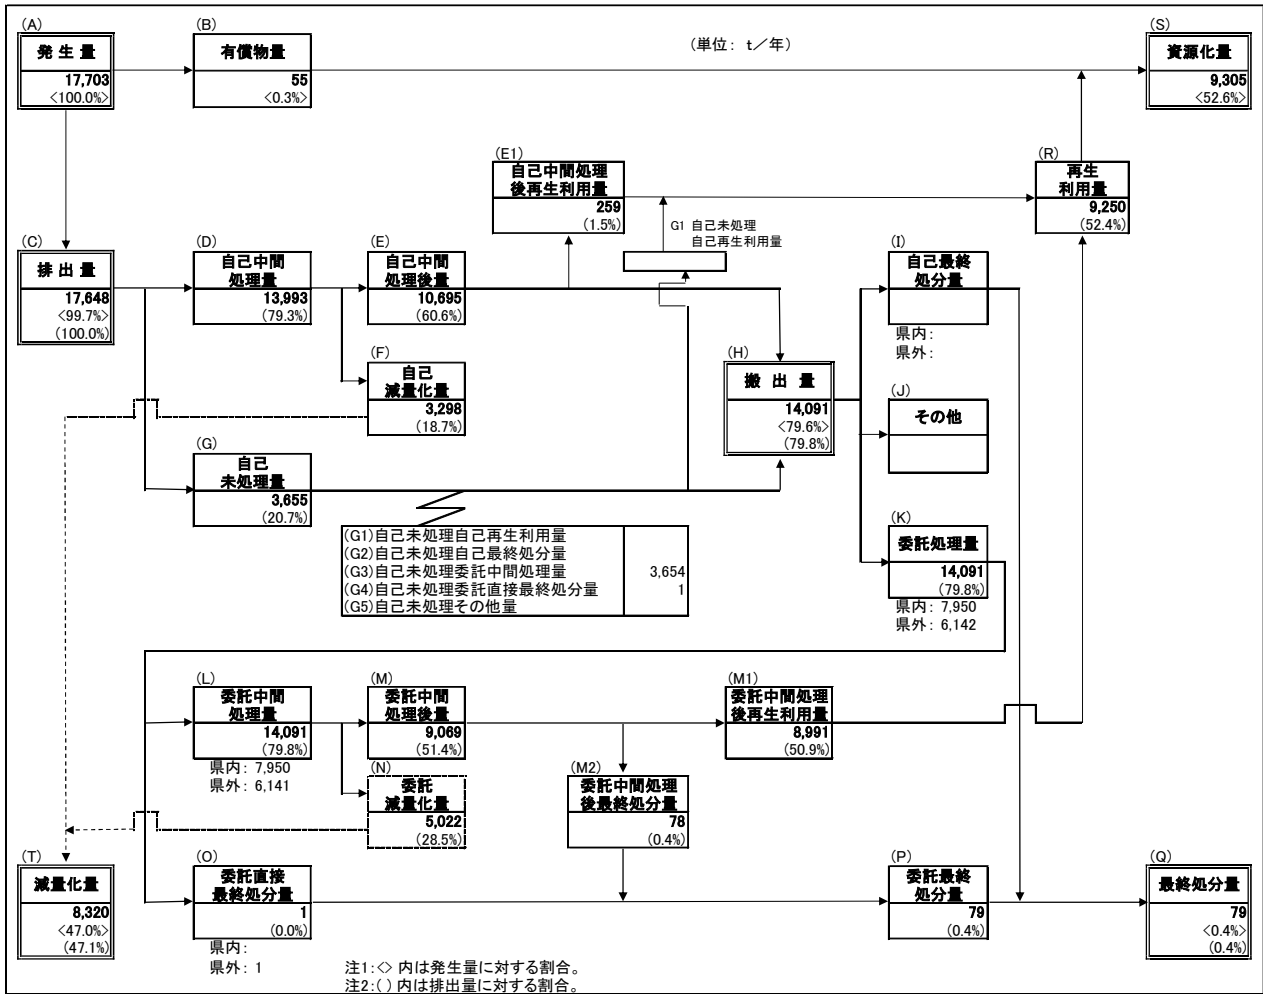 (A)
発生量
17,703
<100.0%>
(B)
有償物量
55
<0.3%>
(単位: t/年)
(S)
資源化量
9,305
<52.6%>
(E1)
自己中間処理
後再生利用量
259
(1.5%)
G1 自己未処理
自己再生利用量
(R)
再生
利用量
9,250
(52.4%)
(C)
排出量
17,648
<99.7%>
(100.0%)
(D)
自己中間
処理量
13,993
(79.3%)
(E)
自己中間
処理後量
10,695
(60.6%)
(F)
自己
減量化量
3,298
(18.7%)
(G)
自己
未処理量
3,655
(20.7%)
(H)
搬出量
14,091
<79.6%>
(79.8%)
(I)
自己最終
処分量
県内:
県外:
(J)
その他
(K)
委託処理量
14,091
(79.8%)
県内: 7,950
県外: 6,142
(G1)自己未処理自己再生利用量
(G2)自己未処理自己最終処分量
(G3)自己未処理委託中間処理量 3,654
(G4)自己未処理委託直接最終処分量 1
(G5)自己未処理その他量
(L)
委託中間
処理量
14,091
(79.8%)
県内: 7,950
県外: 6,141
(M)
委託中間
処理後量
9,069
(51.4%)
(M1)
委託中間処理
後再生利用量
8,991
(50.9%)
(N)
委託
減量化量
5,022
(28.5%)
(M2)
委託中間処理
後最終処分量
78
(0.4%)
(T)
減量化量
8,320
<47.0%>
(47.1%)
(O)
委託直接
最終処分量
1
(0.0%)
県内:
県外: 1
(P)
委託最終
処分量
79
(0.4%)
(Q)
最終処分量
79
<0.4%>
(0.4%)
注1:<> 内は発生量に対する割合。
注2:( ) 内は排出量に対する割合。